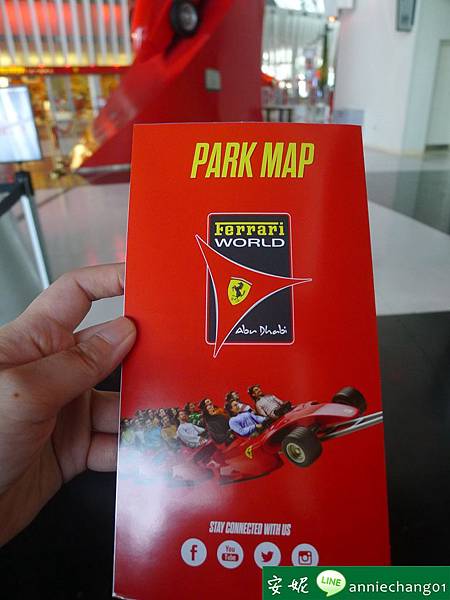 PARK MAP
Ferrari
WORLD
Abu Dhabi
STAY CONNECTED WITH US
You
Tube
安妮 LINE anniechang01